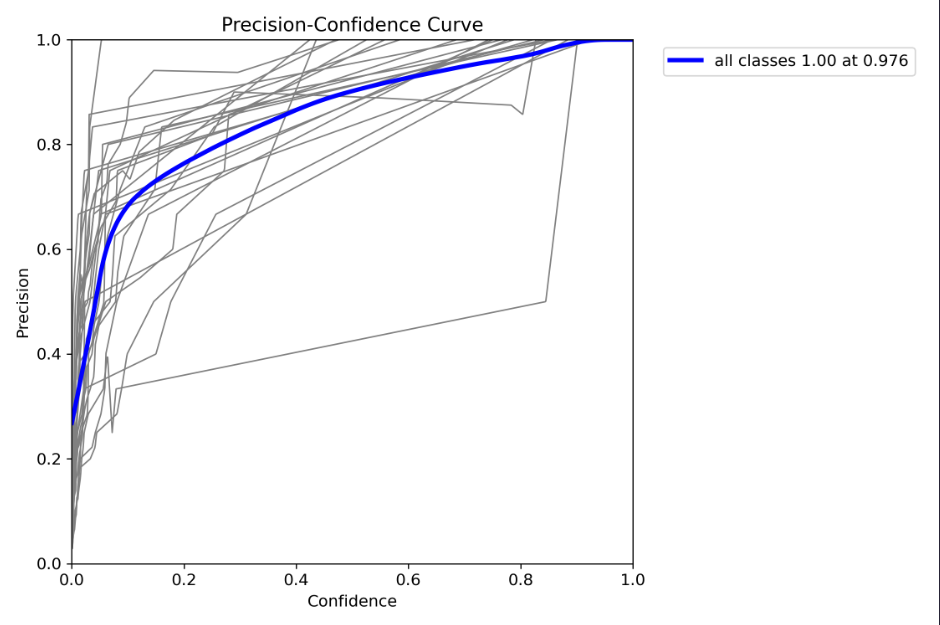 Precision-Confidence Curve
all classes 1.00 at 0.976
1.0
0.8
0.6
0.4
0.2
0.0
Precision
0.0 0.2 0.4 0.6 0.8 1.0
Confidence